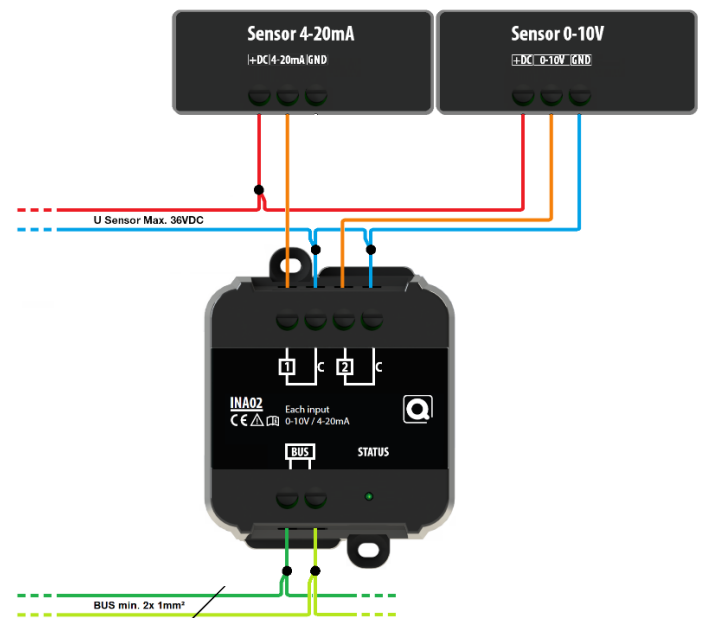 Sensor 4-20mA
+DC 4-20mA GND
Sensor 0-10V
+DC 0-10V GND
U Sensor Max. 36VDC
1 C 2 C
INA02
Each input
CE 0-10V / 4-20mA
BUS STATUS
BUS min. 2x 1mm²